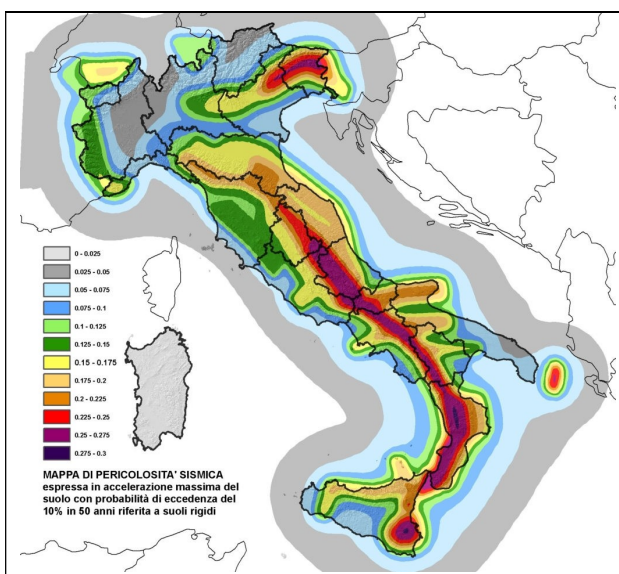 0 - 0.025
0.025 - 0.05
0.05 - 0.075
0.075 - 0.1
0.1 - 0.125
0.125 - 0.15
0.15 - 0.175
0.175 - 0.2
0.2 - 0.225
0.225 - 0.25
0.25 - 0.275
0.275 - 0.3
MAPPA DI PERICOLOSITA' SISMICA
espressa in accelerazione massima del
suolo con probabilità di eccedenza del
10% in 50 anni riferita a suoli rigidi